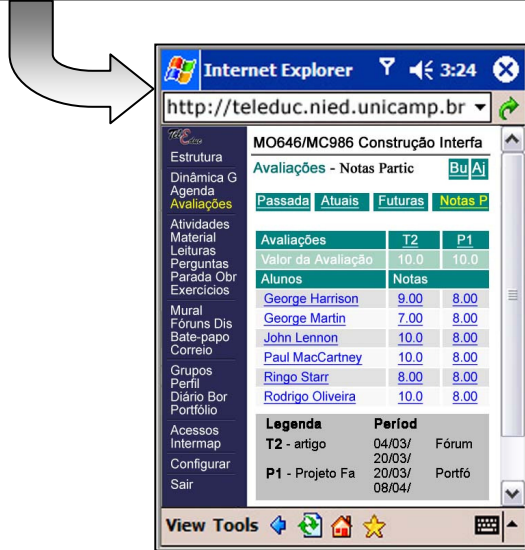 Internet Explorer 3:24
http://teleduc.nied.unicamp.br
TelEduc
MO646/MC986 Construção Interfa
Estrutura
Dinâmica G
Agenda
Avaliações
Atividades
Material
Leituras
Perguntas
Parada Obr
Exercícios
Mural
Fóruns Dis
Bate-papo
Correio
Grupos
Perfil
Diário Bor
Portfólio
Acessos
Intermap
Configurar
Sair
Avaliações - Notas Partic Bu Aj
Passada Atuais Futuras Notas P
Avaliações T2 P1
Valor da Avaliação 10.0 10.0
Alunos Notas
George Harrison 9.00 8.00
George Martin 7.00 8.00
John Lennon 10.0 8.00
Paul MacCartney 10.0 8.00
Ringo Starr 8.00 8.00
Rodrigo Oliveira 10.0 8.00
Legenda Períod
T2 - artigo 04/03/ Fórum
20/03/
P1 - Projeto Fa 20/03/ Portfó
08/04/
View Tools